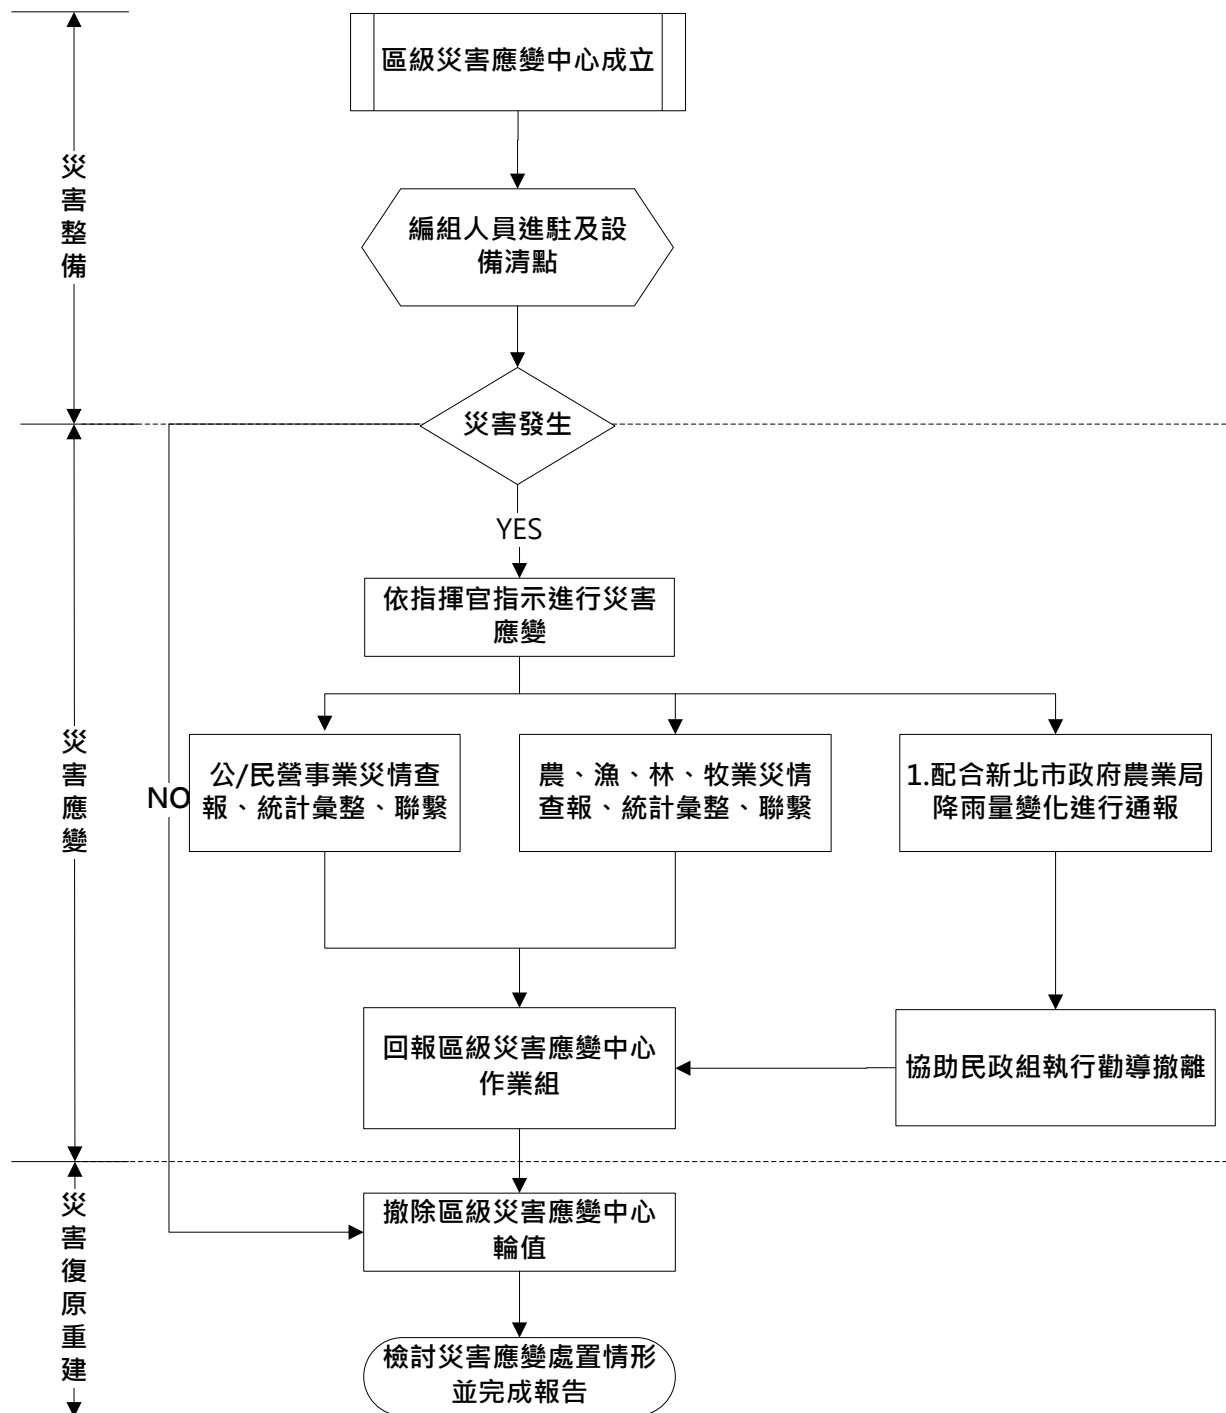 區級災害應變中心成立
災害整備
編組人員進駐及設
備清點
災害發生
YES
依指揮官指示進行災害
應變
災害應變
NO
公/民營事業災情查
報、統計彙整、聯繫
農、漁、林、牧業災情
查報、統計彙整、聯繫
1.配合新北市政府農業局
降雨量變化進行通報
回報區級災害應變中心
作業組
協助民政組執行勸導撤離
災害復原重建
撤除區級災害應變中心
輪值
檢討災害應變處置情形
並完成報告